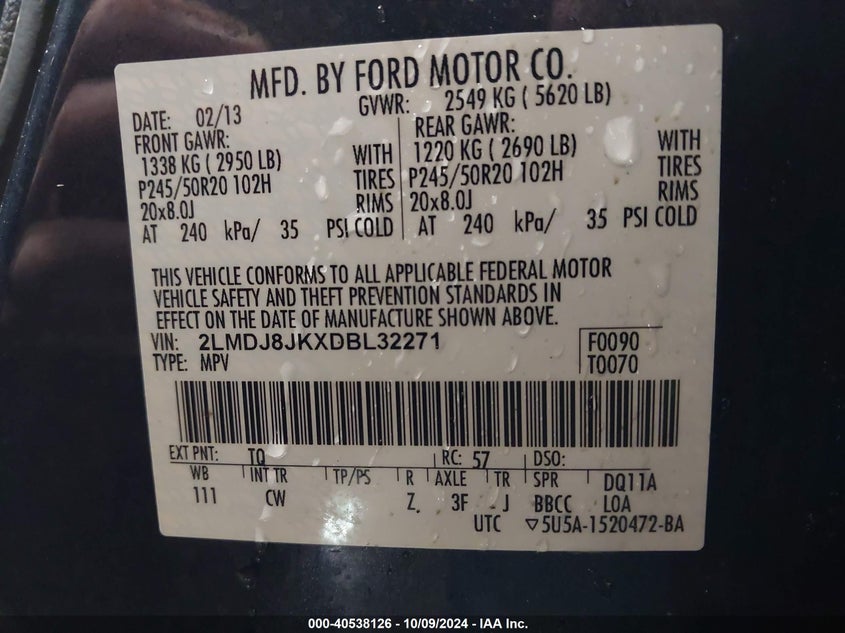 MFD. BY FORD MOTOR CO.
DATE: 02/13 GVWR: 2549 KG ( 5620 LB)
FRONT GAWR: REAR GAWR:
1338 KG ( 2950 LB) WITH 1220 KG ( 2690 LB) WITH
P245/50R20 102H TIRES P245/50R20 102H TIRES
20x8.0J RIMS 20x8.0J RIMS
AT 240 kPa/ 35 PSI COLD AT 240 kPa/ 35 PSI COLD
THIS VEHICLE CONFORMS TO ALL APPLICABLE FEDERAL MOTOR
VEHICLE SAFETY AND THEFT PREVENTION STANDARDS IN
EFFECT ON THE DATE OF MANUFACTURE SHOWN ABOVE.
VIN: 2LMDJ8JKXDBL32271 F0090
TYPE: MPV T0070
EXT PNT: TQ RC: 57 DSO:
WB INT TR TP/PS R AXLE TR SPR DQ11A
111 CW Z 3F J BBCC LOA
UTC ▽5U5A-1520472-BA
000-40538126 - 10/09/2024 - IAA Inc.